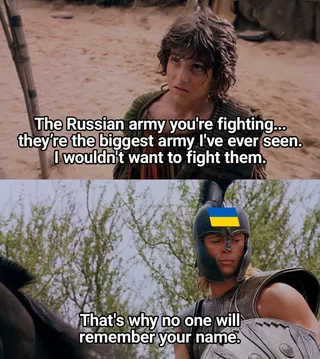 The Russian army you're fighting...
they're the biggest army I've ever seen.
I wouldn't want to fight them.
That's why no one will
remember your name.